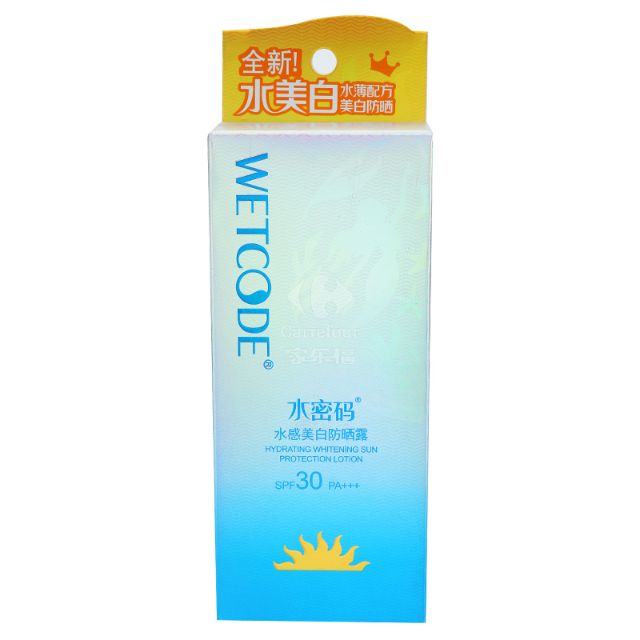 全新!
水美白
水薄配方
美白防晒
WETCODE®
Carrefour
家乐福
水密码®
水感美白防晒露
HYDRATING WHITENING SUN
PROTECTION LOTION
SPF30 PA+++